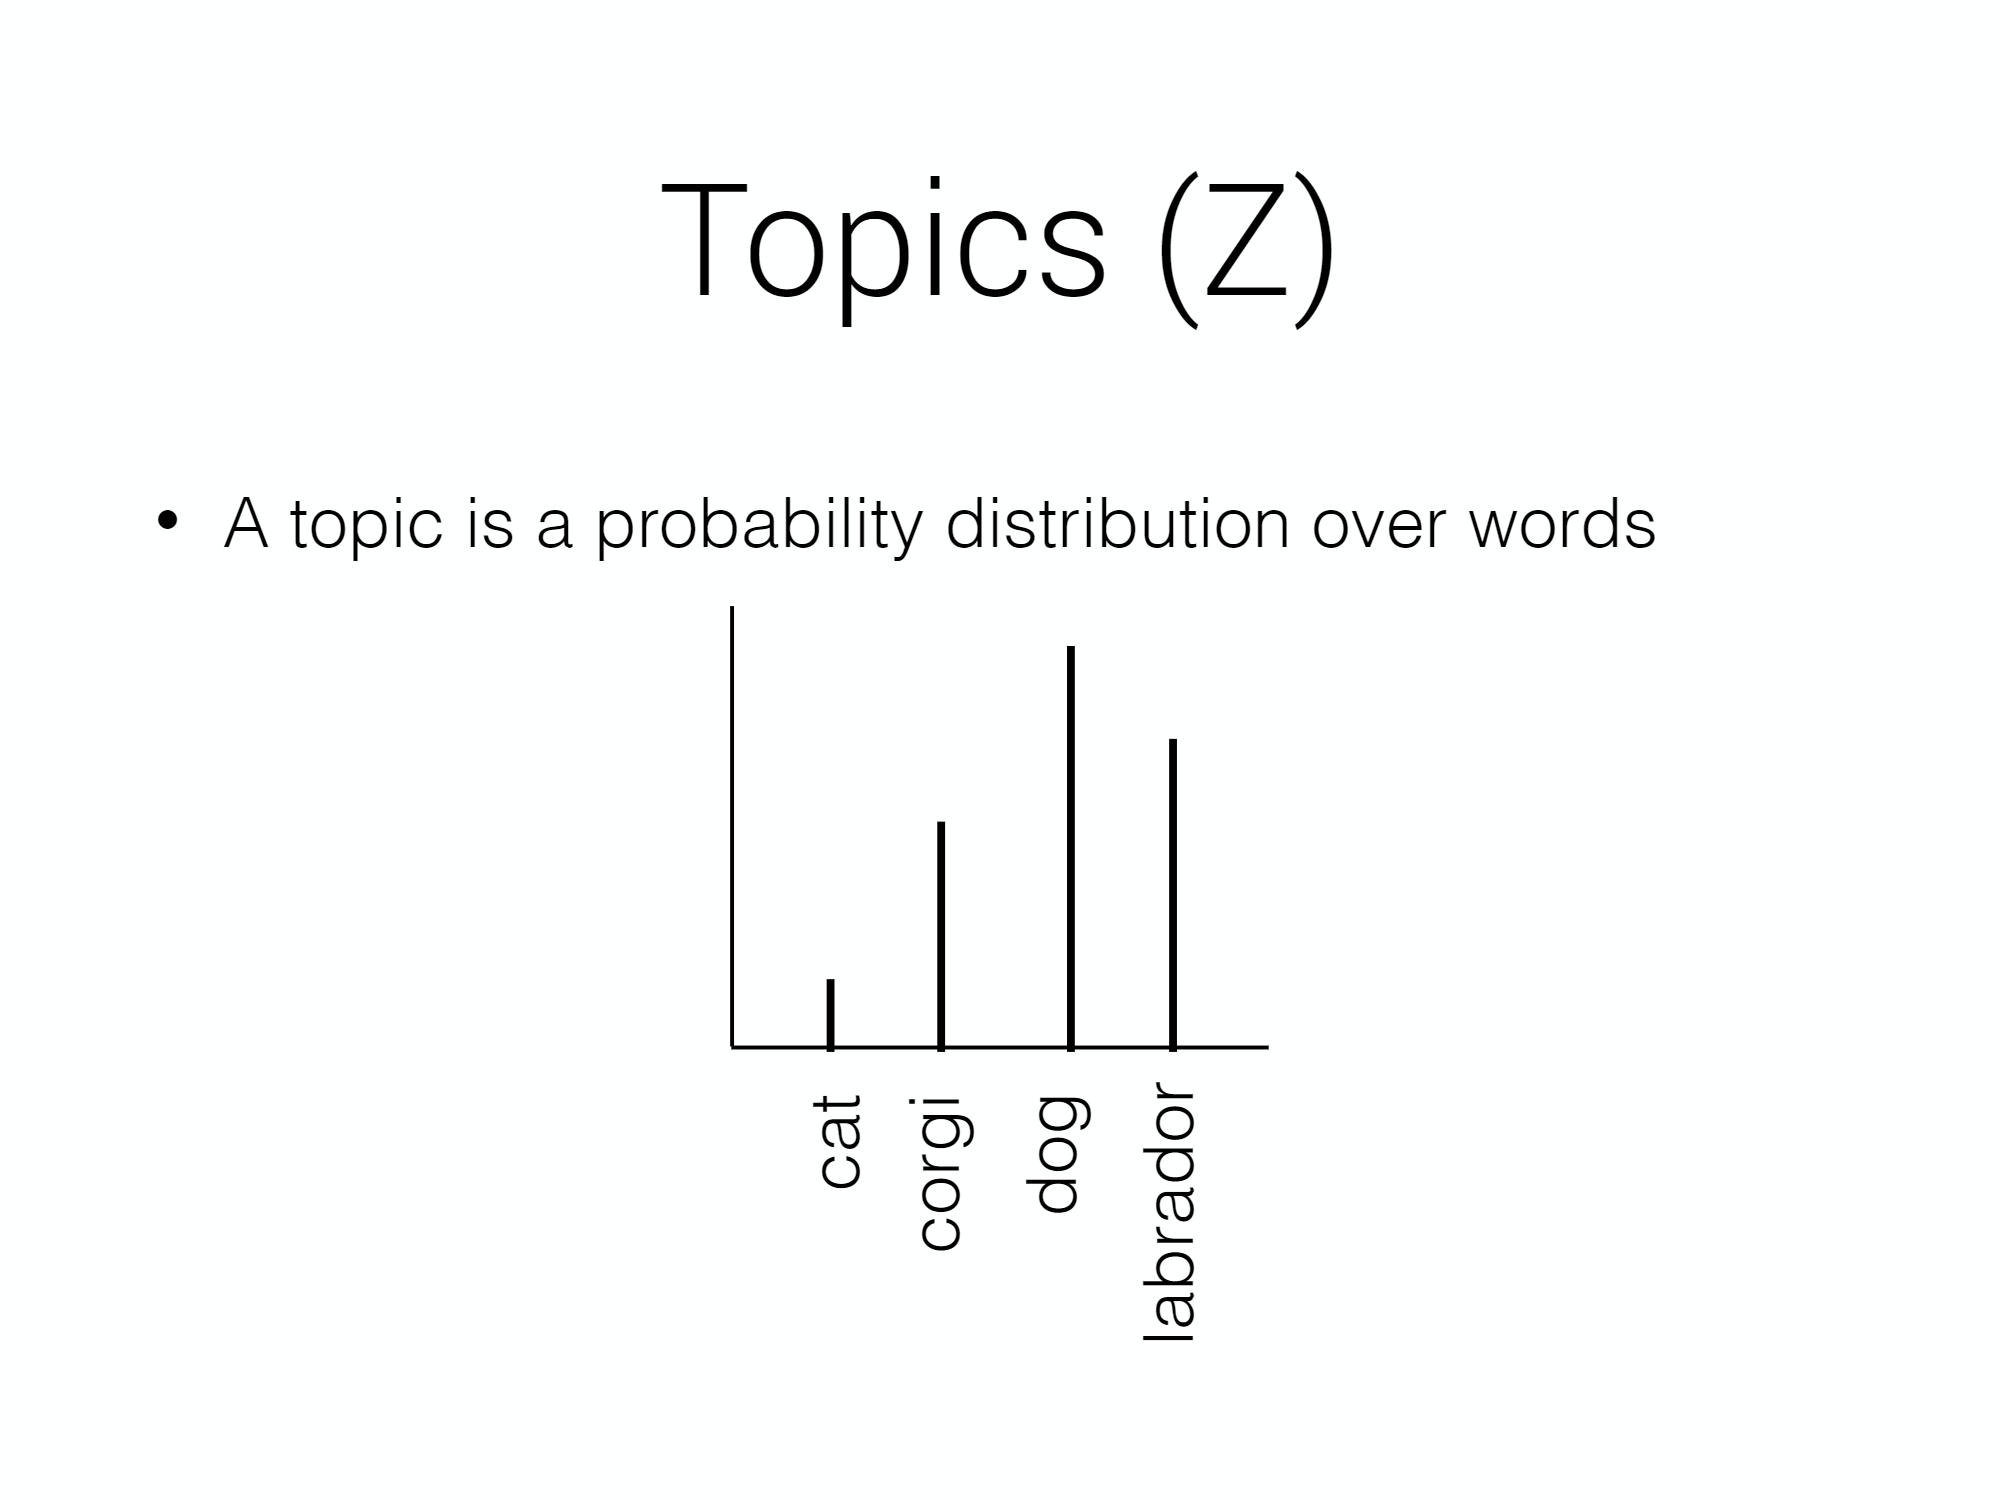 Topics (Z)
• A topic is a probability distribution over words
cat
corgi
dog
labrador